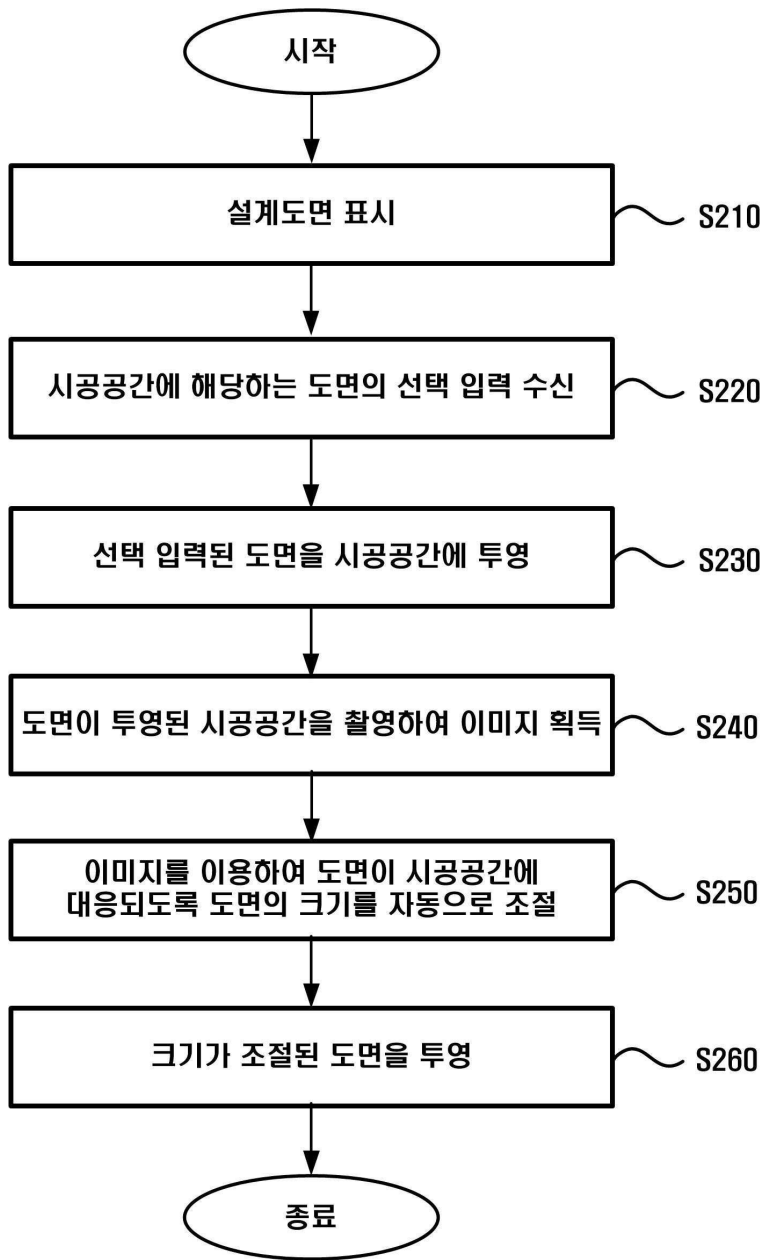 시작
설계도면 표시
S210
시공공간에 해당하는 도면의 선택 입력 수신
S220
선택 입력된 도면을 시공공간에 투영
S230
도면이 투영된 시공공간을 촬영하여 이미지 획득
S240
이미지를 이용하여 도면이 시공공간에
대응되도록 도면의 크기를 자동으로 조절
S250
크기가 조절된 도면을 투영
S260
종료